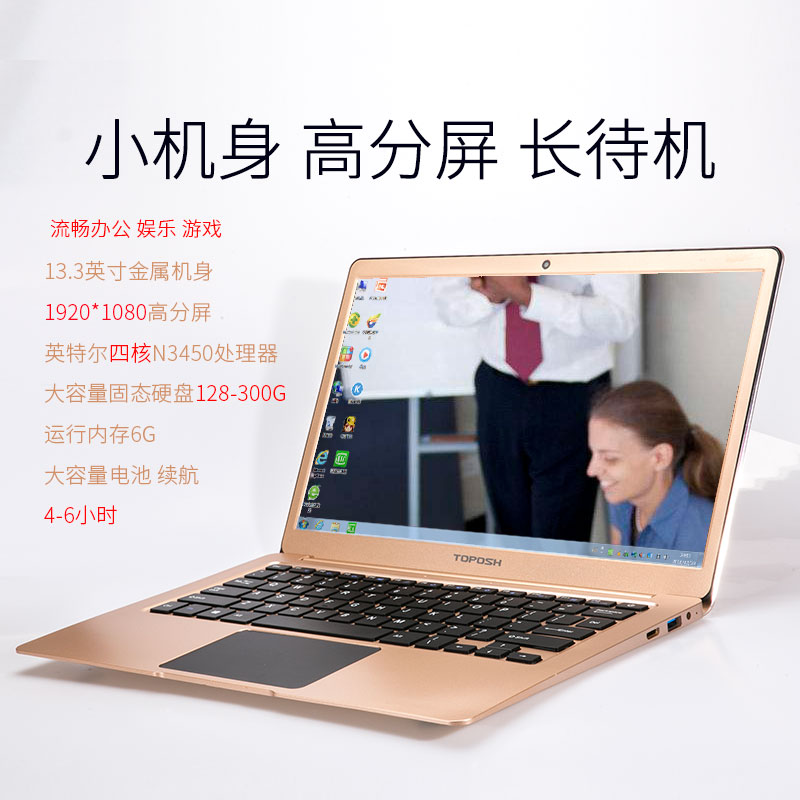 小机身 高分屏 长待机
流畅办公 娱乐 游戏
13.3英寸金属机身
1920*1080高分屏
英特尔四核N3450处理器
大容量固态硬盘128-300G
运行内存6G
大容量电池 续航
4-6小时
TOPOSH